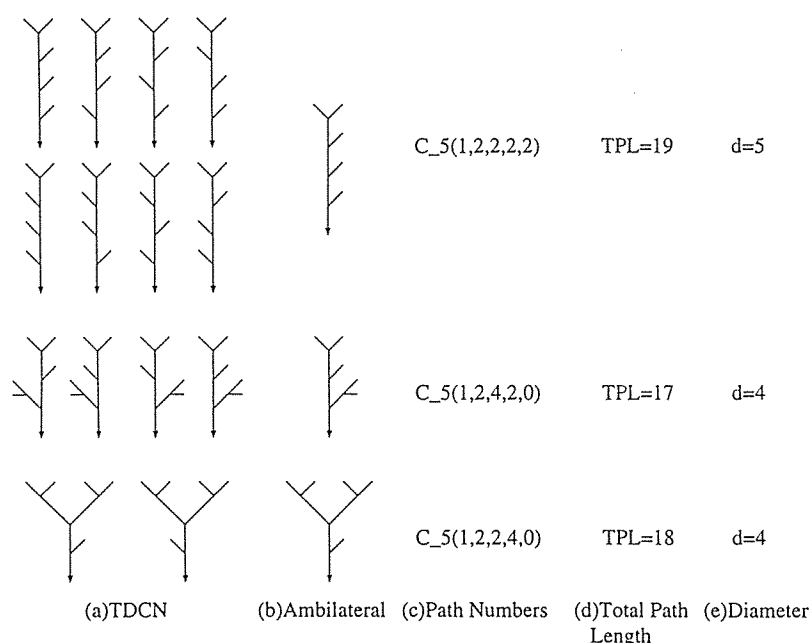 C_5(1,2,2,2,2) TPL=19 d=5
C_5(1,2,4,2,0) TPL=17 d=4
C_5(1,2,2,4,0) TPL=18 d=4
(a)TDCN (b)Ambilateral (c)Path Numbers (d)Total Path (e)Diameter
Length